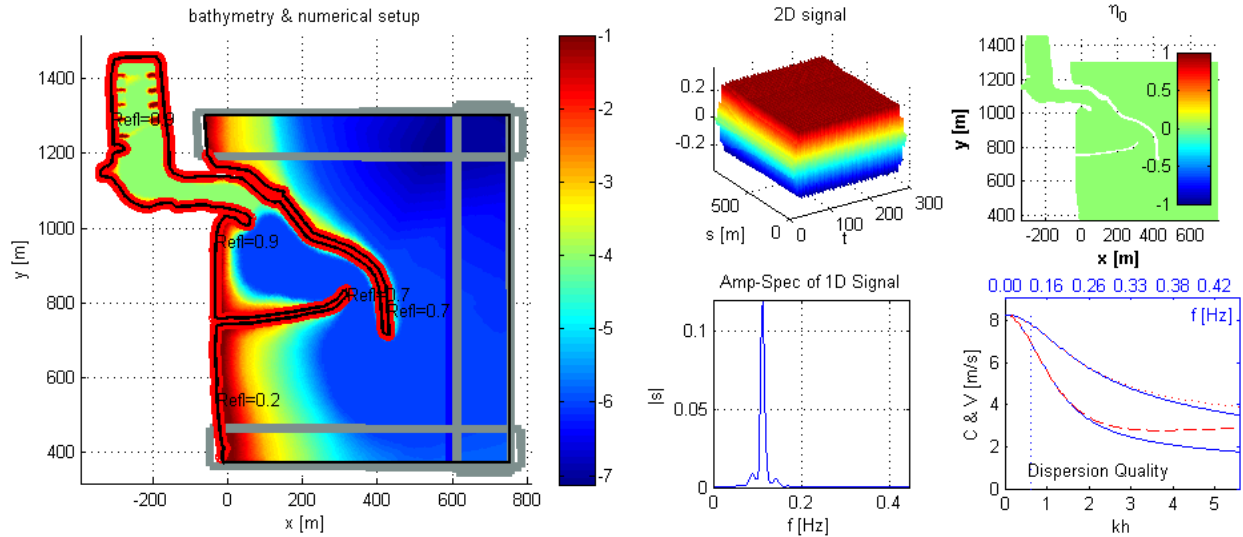 bathymetry & numerical setup
1400
1200
1000
800
600
400
y [m]
-200
0
200
400
600
800
x [m]
Refl=0.9
Refl=0.9
Refl=0.7
Refl=0.7
Refl=0.2
-1
-2
-3
-4
-5
-6
-7
2D signal
0.2
0
-0.2
500
0
s [m]
0
100
200
300
t
η0
1400
1200
1000
800
600
400
y [m]
-200 0 200 400 600
x [m]
1
0.5
0
-0.5
-1
Amp-Spec of 1D Signal
0.1
0.05
0
|s|
0
0.2
0.4
f [Hz]
0.00 0.16 0.26 0.33 0.38 0.42
f [Hz]
8
6
4
2
0
C & V [m/s]
Dispersion Quality
0
1
2
3
4
5
kh